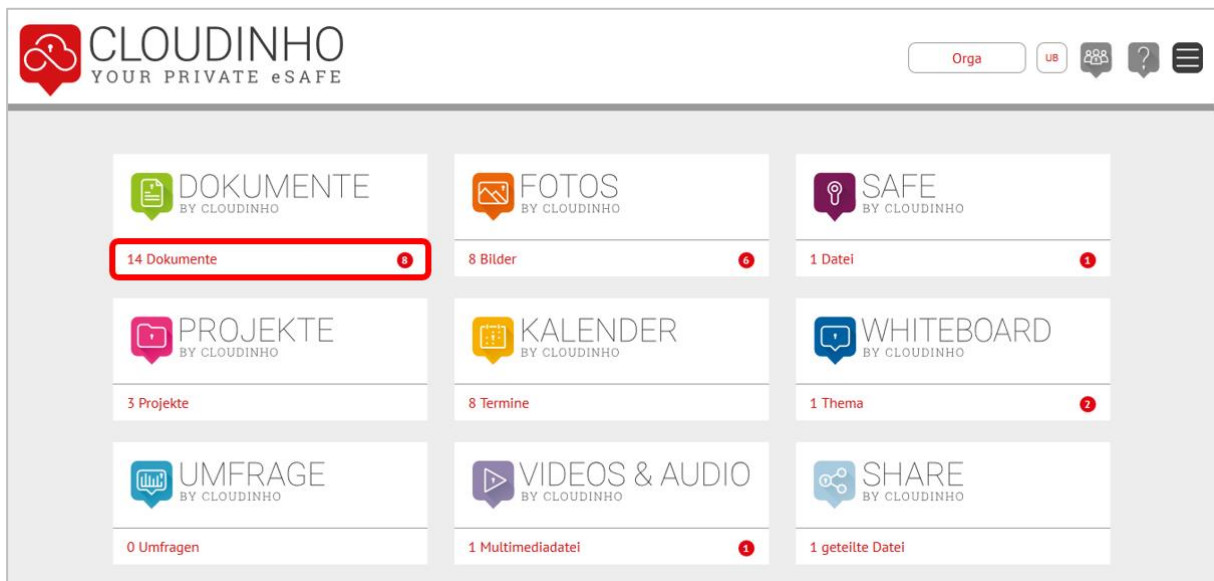 CLOUDINHO
YOUR PRIVATE eSAFE
Orga
UB
?
DOKUMENTE
BY CLOUDINHO
14 Dokumente
8
FOTOS
BY CLOUDINHO
8 Bilder
6
SAFE
BY CLOUDINHO
1 Datei
1
PROJEKTE
BY CLOUDINHO
3 Projekte
KALENDER
BY CLOUDINHO
8 Termine
WHITEBOARD
BY CLOUDINHO
1 Thema
2
UMFRAGE
BY CLOUDINHO
0 Umfragen
VIDEOS & AUDIO
BY CLOUDINHO
1 Multimediadatei
1
SHARE
BY CLOUDINHO
1 geteilte Datei